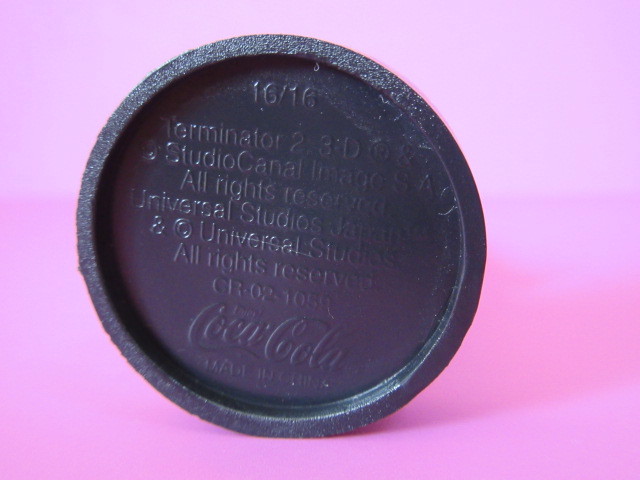 16/16
Terminator 2: 3-D © &
StudioCanal Image S.A.
All rights reserved.
Universal Studios Japan
& © Universal Studios.
All rights reserved.
CR-02-105
Coca-Cola
MADE IN CHINA